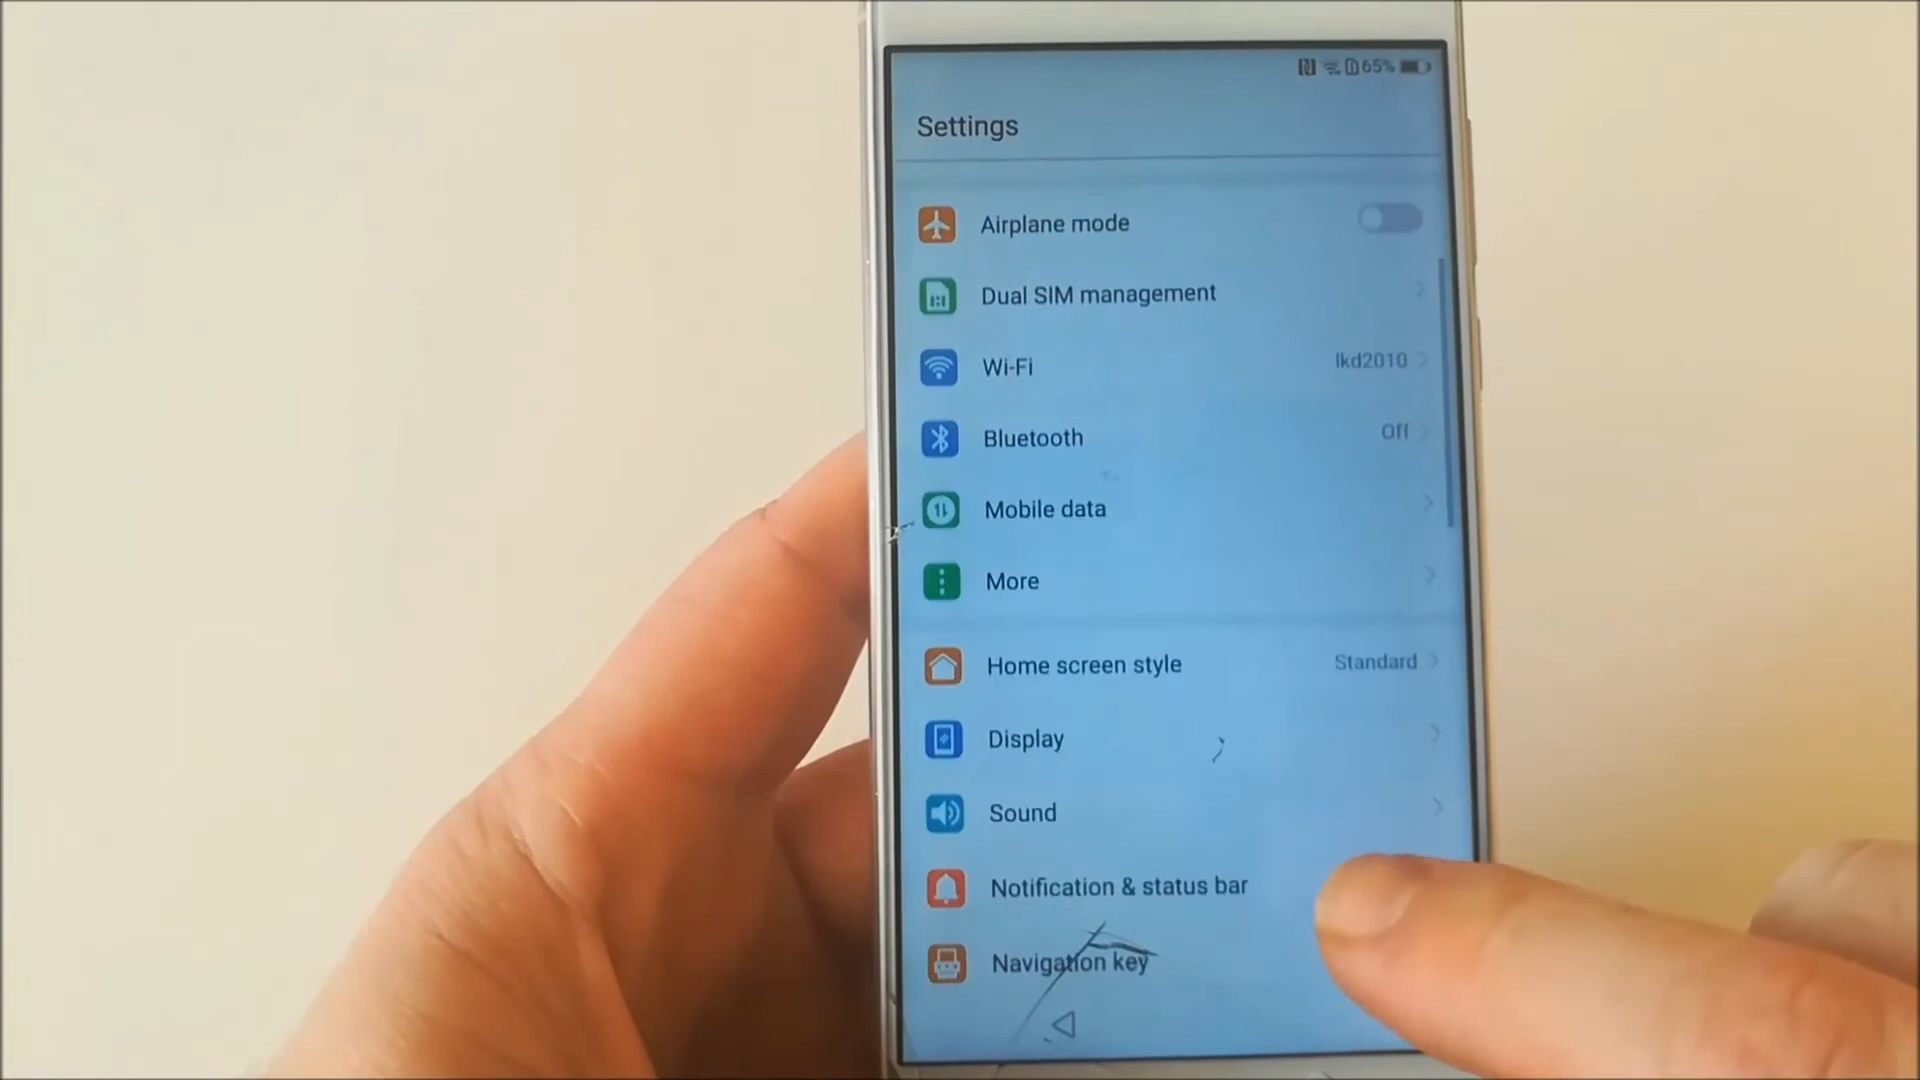 65%
Settings
Airplane mode
Dual SIM management
Wi-Fi lkd2010
Bluetooth Off
Mobile data
More
Home screen style Standard
Display
Sound
Notification & status bar
Navigation key